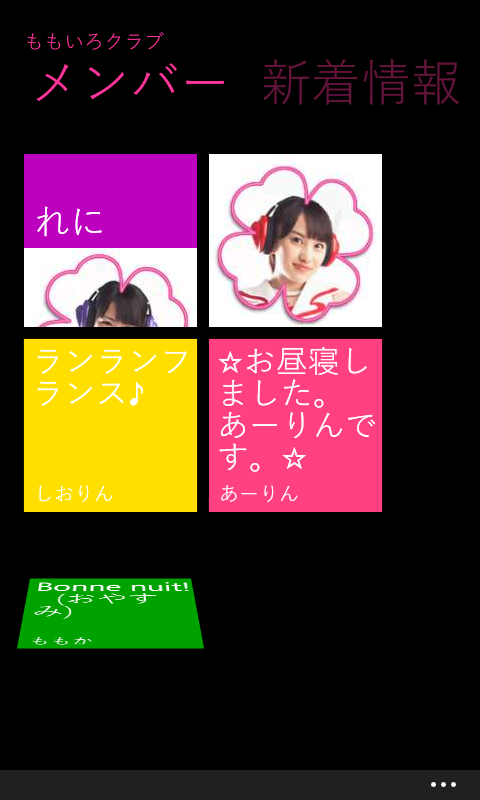 ももいろクラブ
メンバー 新着情報
れに
ランランフ
ランス♪
しおりん
☆お昼寝し
ました。
あーりんで
す。☆
あーりん
Bonne nuit!
(おやす
み)
ももか